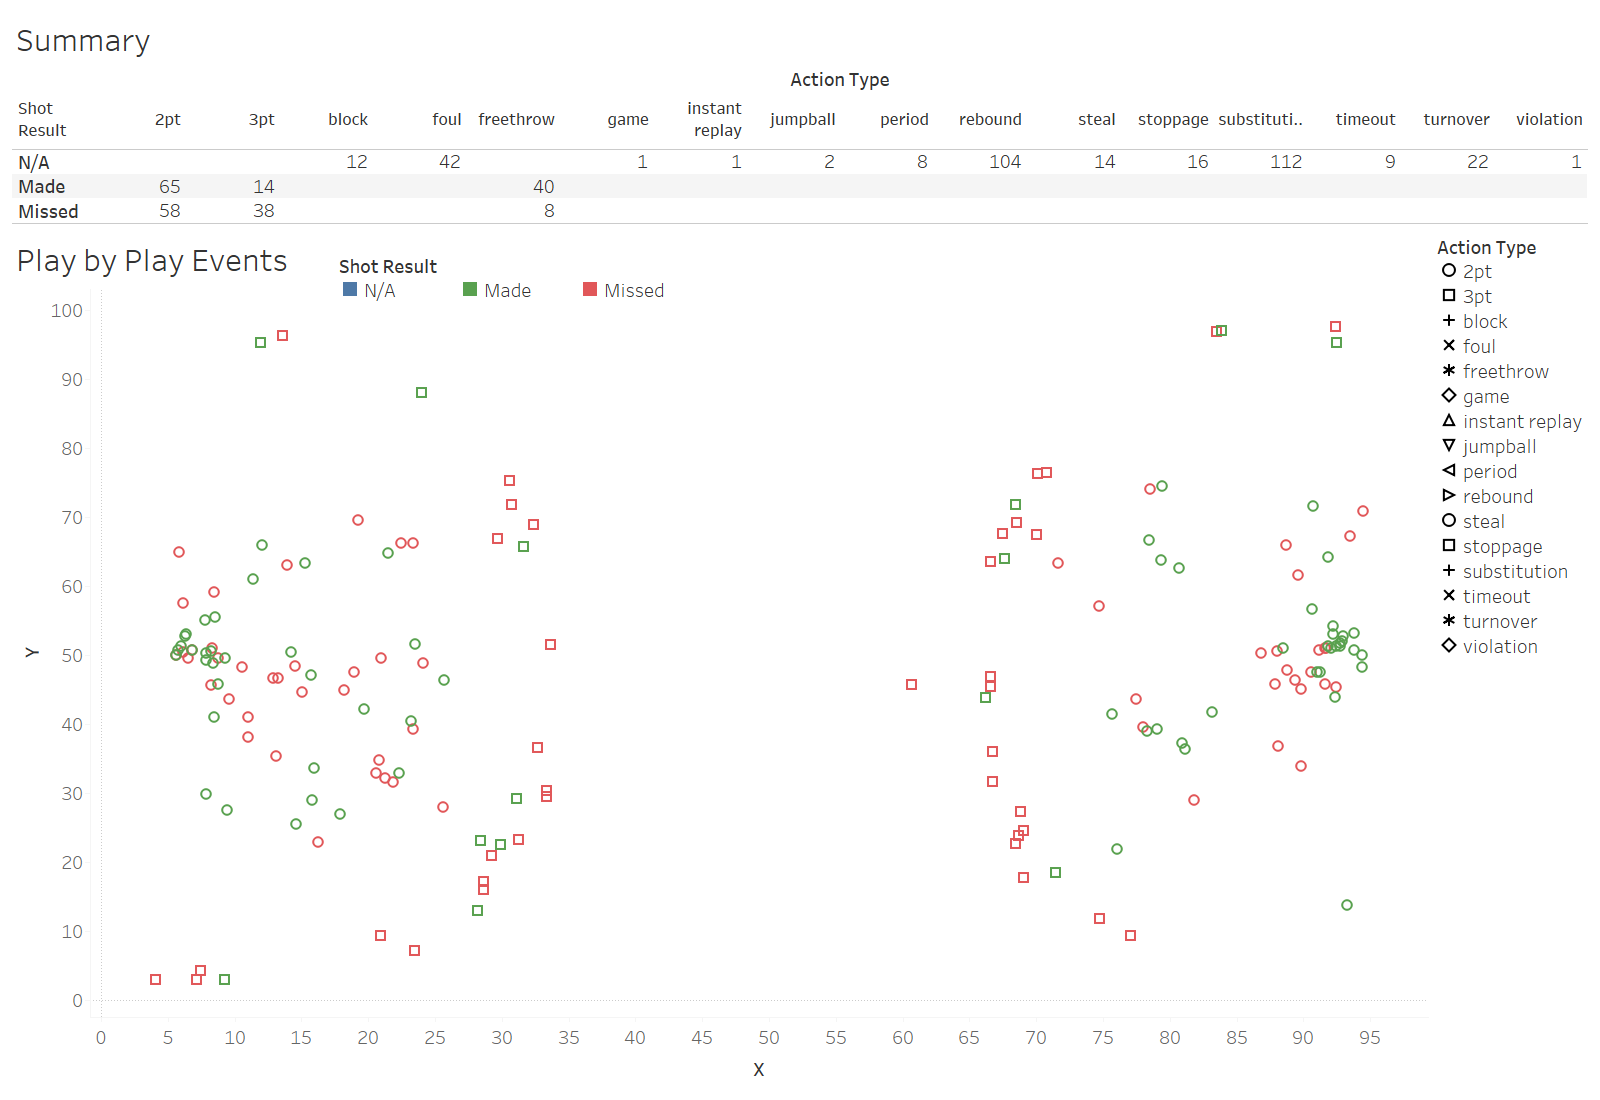 Summary
Action Type
Shot Result 2pt 3pt block foul freethrow game instant replay jumpball period rebound steal stoppage substituti.. timeout turnover violation
N/A 12 42 1 1 2 8 104 14 16 112 9 22 1
Made 65 14 40
Missed 58 38 8
Play by Play Events
Shot Result
N/A Made Missed
Action Type
2pt
3pt
block
foul
freethrow
game
instant replay
jumpball
period
rebound
steal
stoppage
substitution
timeout
turnover
violation
100
90
80
70
60
50
40
30
20
10
0
Y
0 5 10 15 20 25 30 35 40 45 50 55 60 65 70 75 80 85 90 95
X